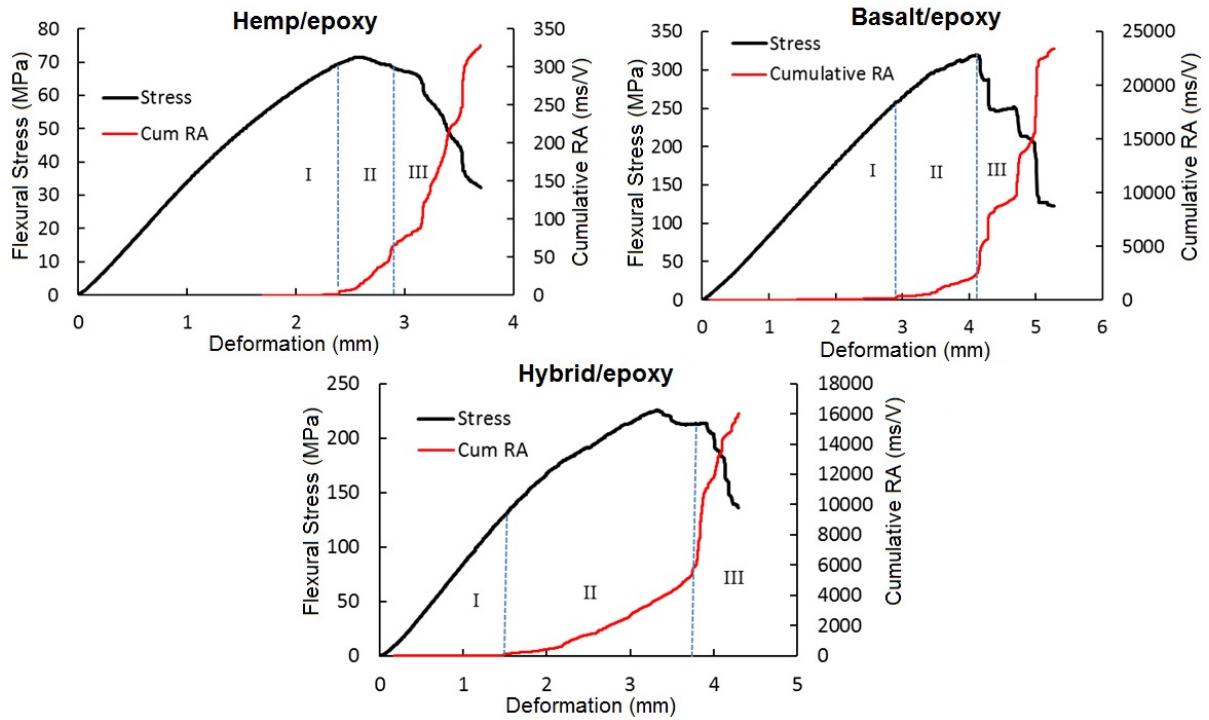 Hemp/epoxy
Flexural Stress (MPa)
80
70
60
50
40
30
20
10
0
Stress
Cum RA
I
II
III
350
300
250
200
150
100
50
0
Cumulative RA (ms/V)
0 1 2 3 4
Deformation (mm)
Basalt/epoxy
Flexural Stress (MPa)
350
300
250
200
150
100
50
0
Stress
Cumulative RA
I
II
III
25000
20000
15000
10000
5000
0
Cumulative RA (ms/V)
0 1 2 3 4 5 6
Deformation (mm)
Hybrid/epoxy
Flexural Stress (MPa)
250
200
150
100
50
0
Stress
Cum RA
I
II
III
18000
16000
14000
12000
10000
8000
6000
4000
2000
0
Cumulative RA (ms/V)
0 1 2 3 4 5
Deformation (mm)